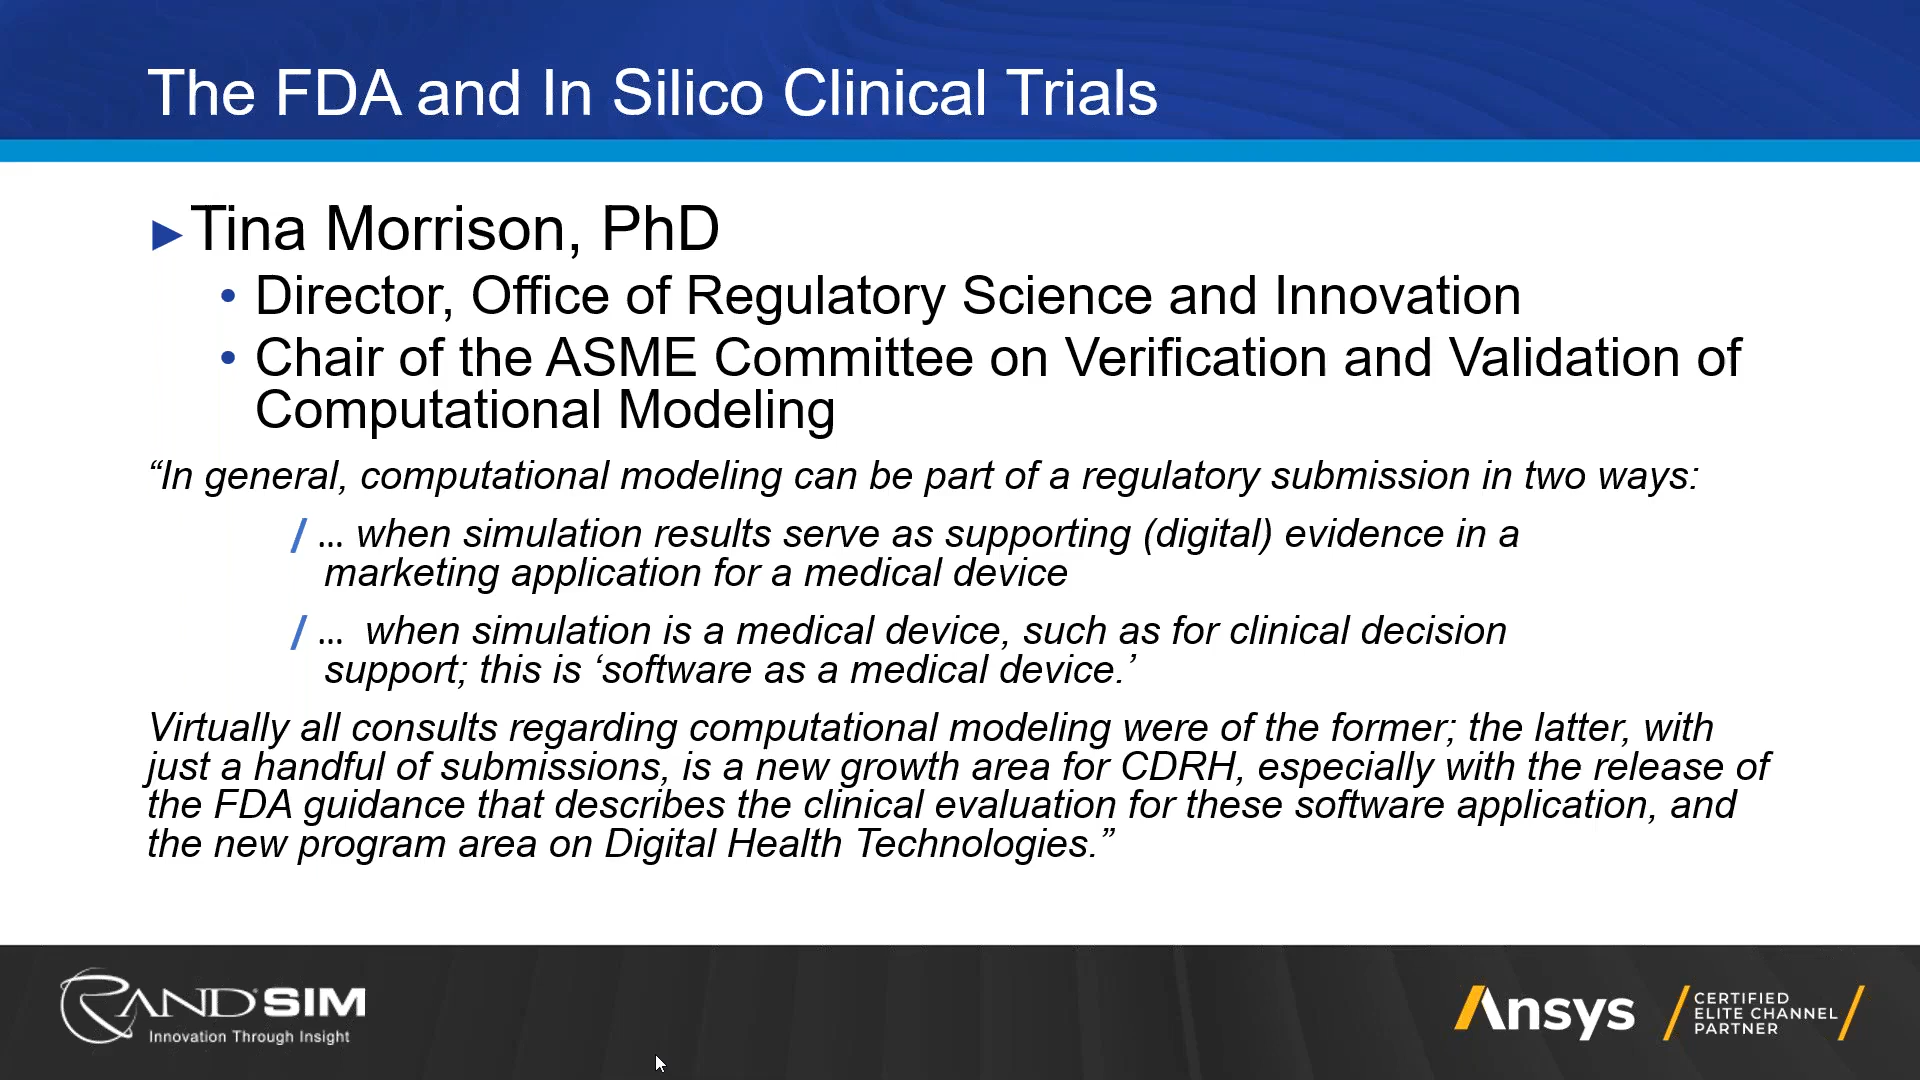 The FDA and In Silico Clinical Trials
Tina Morrison, PhD
• Director, Office of Regulatory Science and Innovation
• Chair of the ASME Committee on Verification and Validation of
Computational Modeling
“In general, computational modeling can be part of a regulatory submission in two ways:
/ … when simulation results serve as supporting (digital) evidence in a
marketing application for a medical device
/ … when simulation is a medical device, such as for clinical decision
support; this is ‘software as a medical device.’
Virtually all consults regarding computational modeling were of the former; the latter, with
just a handful of submissions, is a new growth area for CDRH, especially with the release of
the FDA guidance that describes the clinical evaluation for these software application, and
the new program area on Digital Health Technologies.”
RAND SIM
Innovation Through Insight
Ansys
CERTIFIED
ELITE CHANNEL
PARTNER